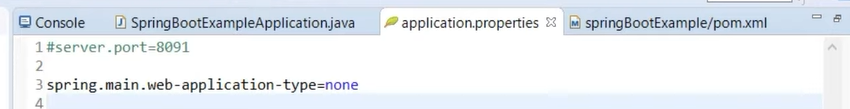 Console SpringBootExampleApplication.java application.properties springBootExample/pom.xml
1 #server.port=8091
2
3 spring.main.web-application-type=none
4